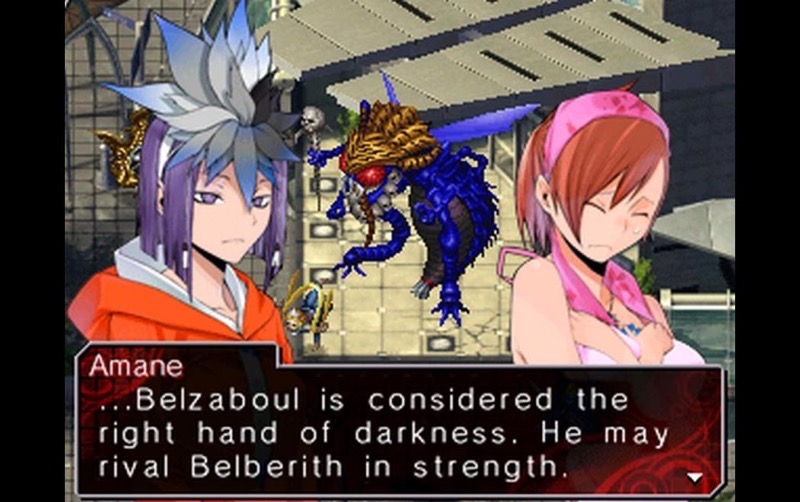 Amane
...Belzaboul is considered the
right hand of darkness. He may
rival Belberith in strength.